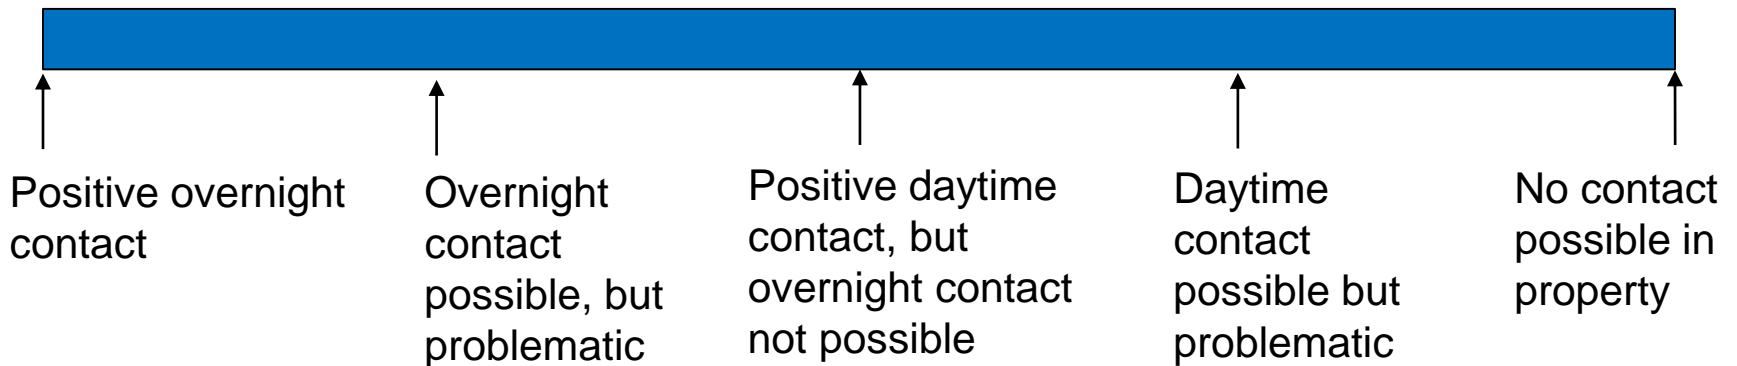 Positive overnight
contact
Overnight
contact
possible, but
problematic
Positive daytime
contact, but
overnight contact
not possible
Daytime
contact
possible but
problematic
No contact
possible in
property